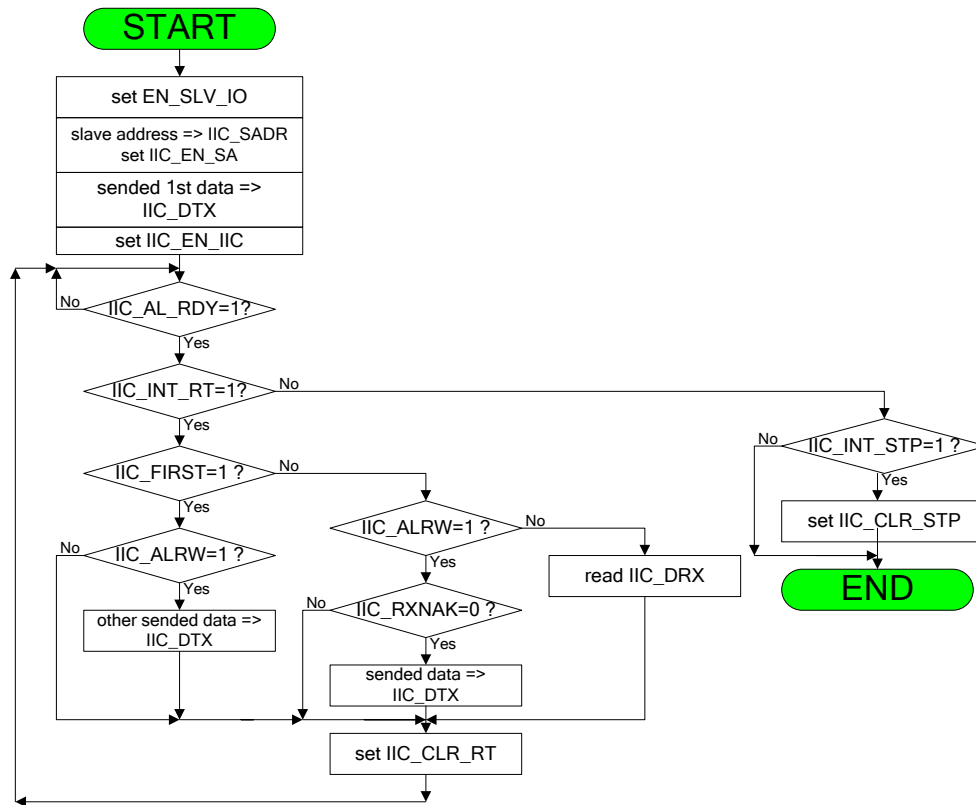 START
set EN_SLV_IO
slave address => IIC_SADR
set IIC_EN_SA
sended 1st data =>
IIC_DTX
set IIC_EN_IIC
No
IIC_AL_RDY=1?
Yes
IIC_INT_RT=1?
No
Yes
No
IIC_INT_STP=1 ?
Yes
set IIC_CLR_STP
END
IIC_FIRST=1 ?
No
Yes
No
IIC_ALRW=1 ?
Yes
other sended data =>
IIC_DTX
IIC_ALRW=1 ?
No
Yes
read IIC_DRX
No
IIC_RXNAK=0 ?
Yes
sended data =>
IIC_DTX
set IIC_CLR_RT